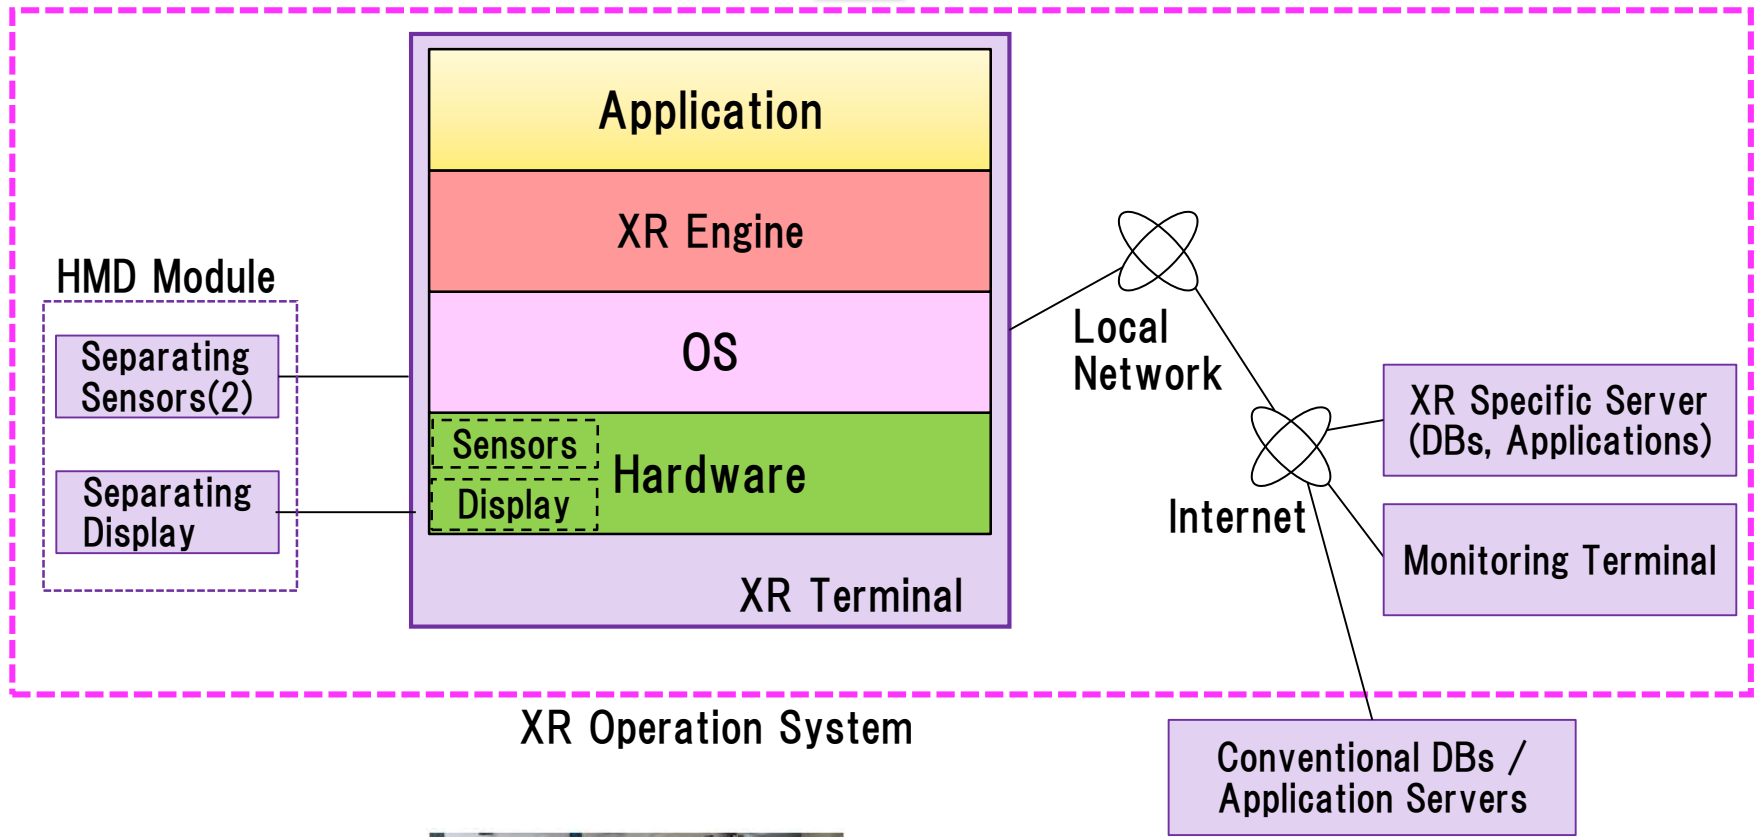 Application
XR Engine
HMD Module
OS
Separating
Sensors(2)
Sensors
Hardware
Display
Separating
Display
XR Terminal
Local
Network
Internet
XR Specific Server
(DBs, Applications)
Monitoring Terminal
XR Operation System
Conventional DBs /
Application Servers